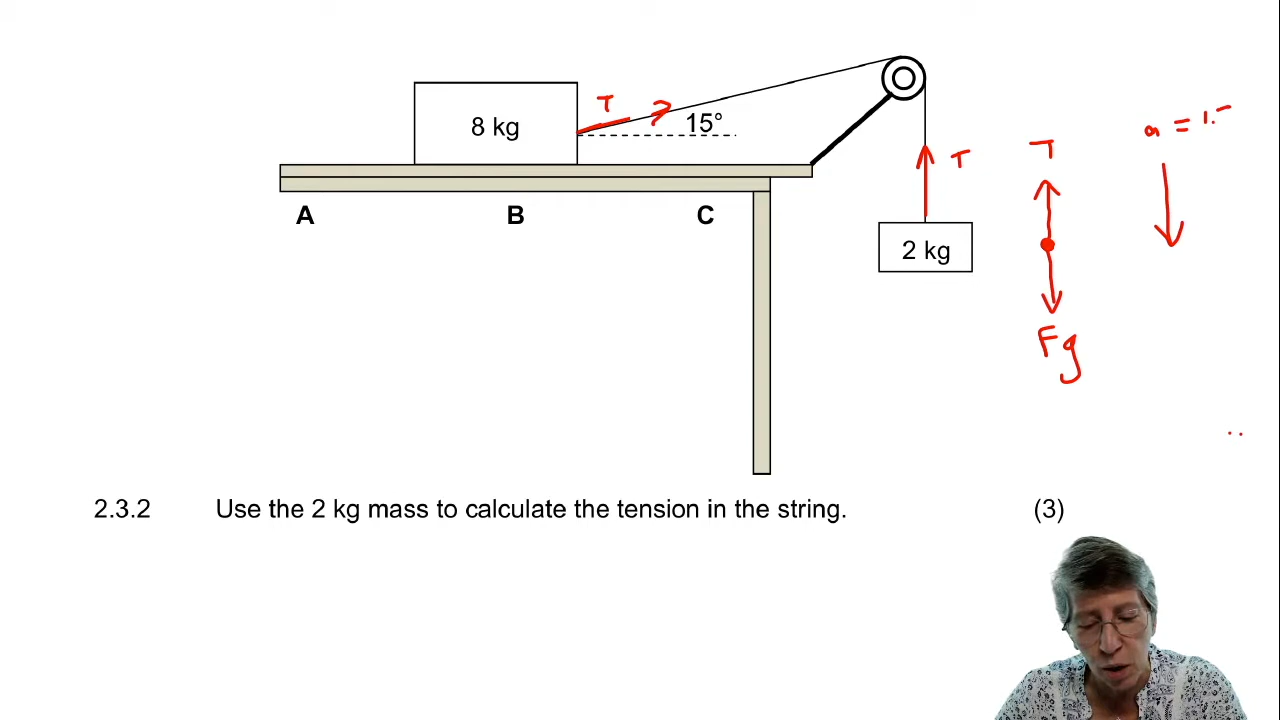 T
8 kg
15°
A
B
C
T
2 kg
T
Fg
a = 1.
2.3.2 Use the 2 kg mass to calculate the tension in the string. (3)